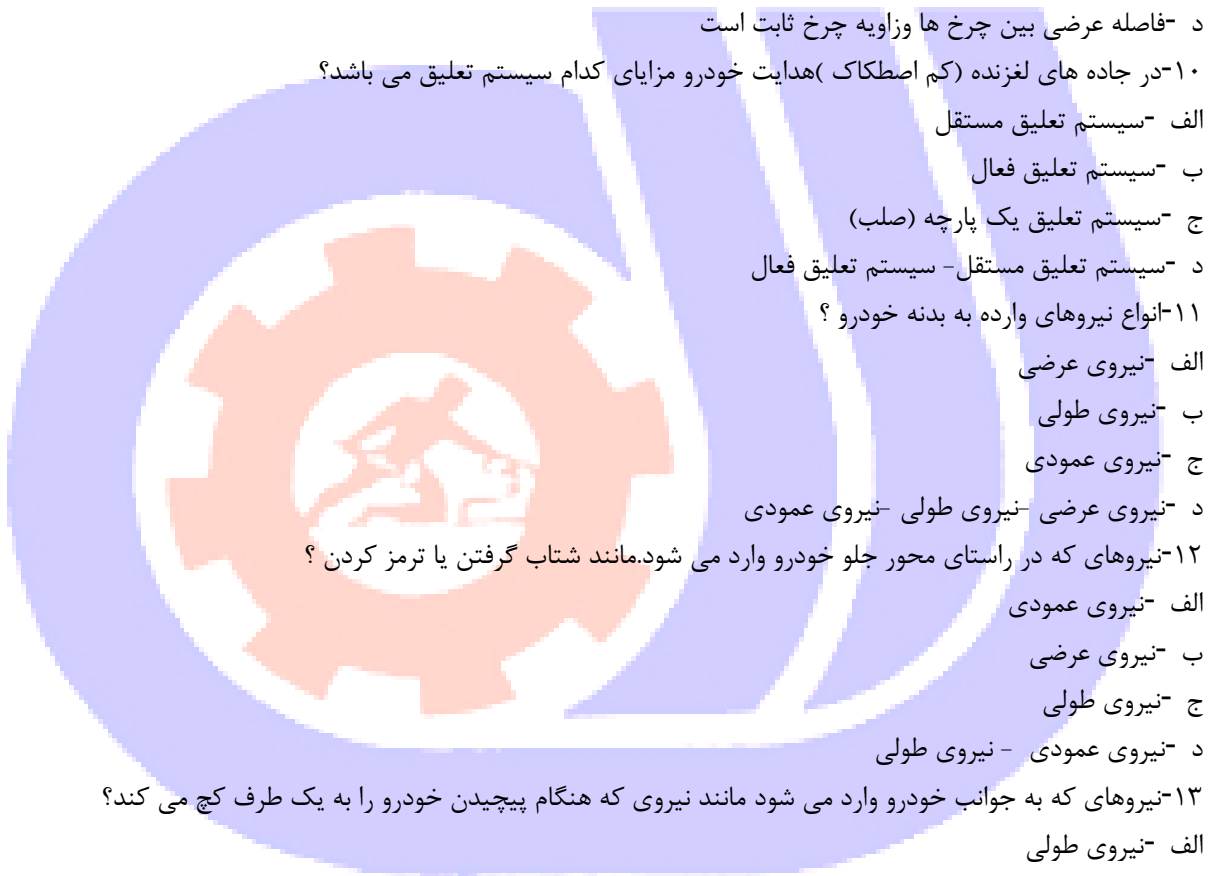 د -فاصله عرضی بین چرخ ها وزاویه چرخ ثابت است
۱۰-در جاده های لغزنده (کم اصطکاک )هدایت خودرو مزایای کدام سیستم تعلیق می باشد؟
الف -سیستم تعلیق مستقل
ب -سیستم تعلیق فعال
ج -سیستم تعلیق یک پارچه (صلب)
د -سیستم تعلیق مستقل- سیستم تعلیق فعال
۱۱-انواع نیروهای وارده به بدنه خودرو ؟
الف -نیروی عرضی
ب -نیروی طولی
ج -نیروی عمودی
د -نیروی عرضی -نیروی طولی -نیروی عمودی
۱۲-نیروهای که در راستای محور جلو خودرو وارد می شود.مانند شتاب گرفتن یا ترمز کردن ؟
الف -نیروی عمودی
ب -نیروی عرضی
ج -نیروی طولی
د -نیروی عمودی - نیروی طولی
۱۳-نیروهای که به جوانب خودرو وارد می شود مانند نیروی که هنگام پیچیدن خودرو را به یک طرف کچ می کند؟
الف -نیروی طولی